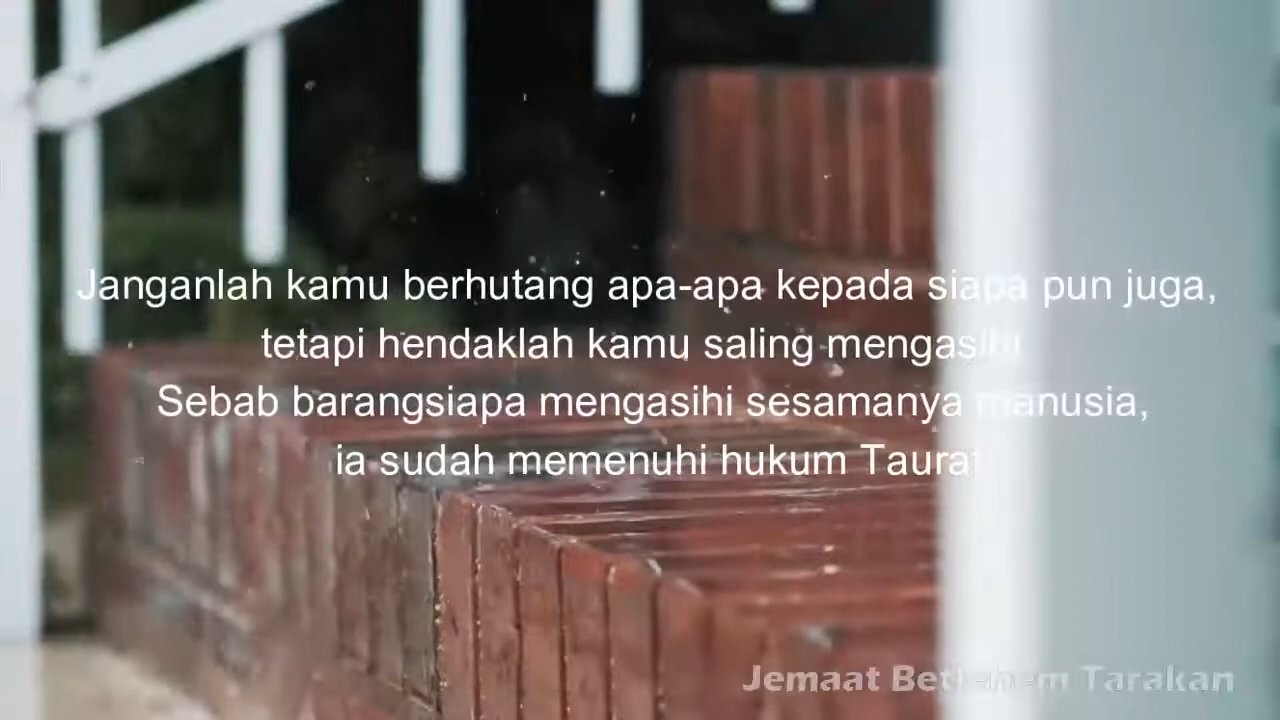 Janganlah kamu berhutang apa-apa kepada siapa pun juga,
tetapi hendaklah kamu saling mengasihi
Sebab barangsiapa mengasihi sesamanya manusia,
ia sudah memenuhi hukum Taurat
Jemaat Betlehem Tarakan